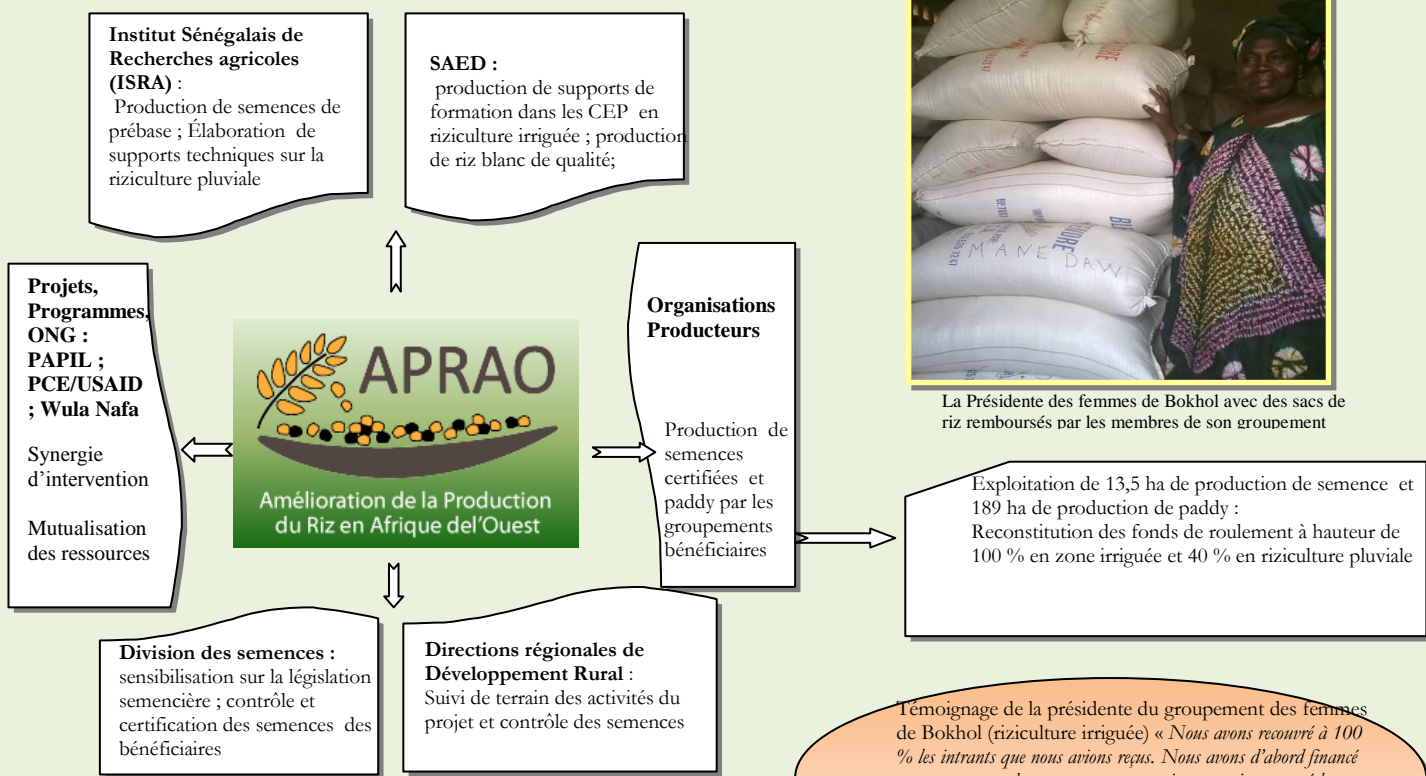 Institut Sénégalais de
Recherches agricoles
(ISRA) :
Production de semences de
prébase ; Élaboration de
supports techniques sur la
riziculture pluviale
SAED :
production de supports de
formation dans les CEP en
riziculture irriguée ; production
de riz blanc de qualité;
MANE DAW
La Présidente des femmes de Bokhol avec des sacs de
riz remboursés par les membres de son groupement
Projets,
Programmes,
ONG :
PAPIL ;
PCE/USAID
; Wula Nafa
Synergie
d'intervention
Mutualisation
des ressources
APRAO
Amélioration de la Production
du Riz en Afrique del'Ouest
Organisations
Producteurs
Production de
semences
certifiées et
paddy par les
groupements
bénéficiaires
Exploitation de 13,5 ha de production de semence et
189 ha de production de paddy :
Reconstitution des fonds de roulement à hauteur de
100 % en zone irriguée et 40 % en riziculture pluviale
Division des semences :
sensibilisation sur la législation
semencière ; contrôle et
certification des semences des
bénéficiaires
Directions régionales de
Développement Rural :
Suivi de terrain des activités du
projet et contrôle des semences
Témoignage de la présidente du groupement des femmes
de Bokhol (riziculture irriguée) « Nous avons recouvré à 100
% les intrants que nous avions reçus. Nous avons d'abord financé